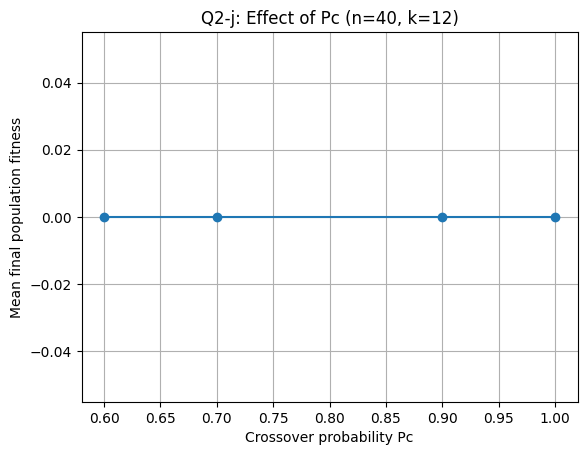 Q2-j: Effect of Pc (n=40, k=12)
Mean final population fitness
0.04
0.02
0.00
−0.02
−0.04
0.60 0.65 0.70 0.75 0.80 0.85 0.90 0.95 1.00
Crossover probability Pc